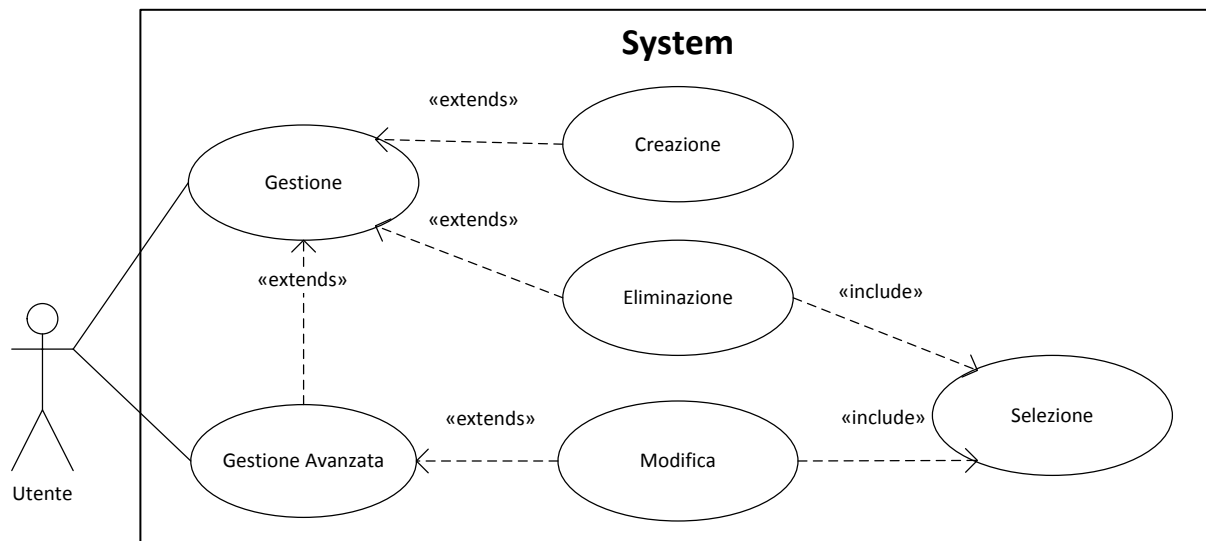 System
«extends»
Creazione
Gestione
«extends»
«extends»
Eliminazione
«include»
«extends»
«include»
Selezione
Gestione Avanzata
Modifica
Utente